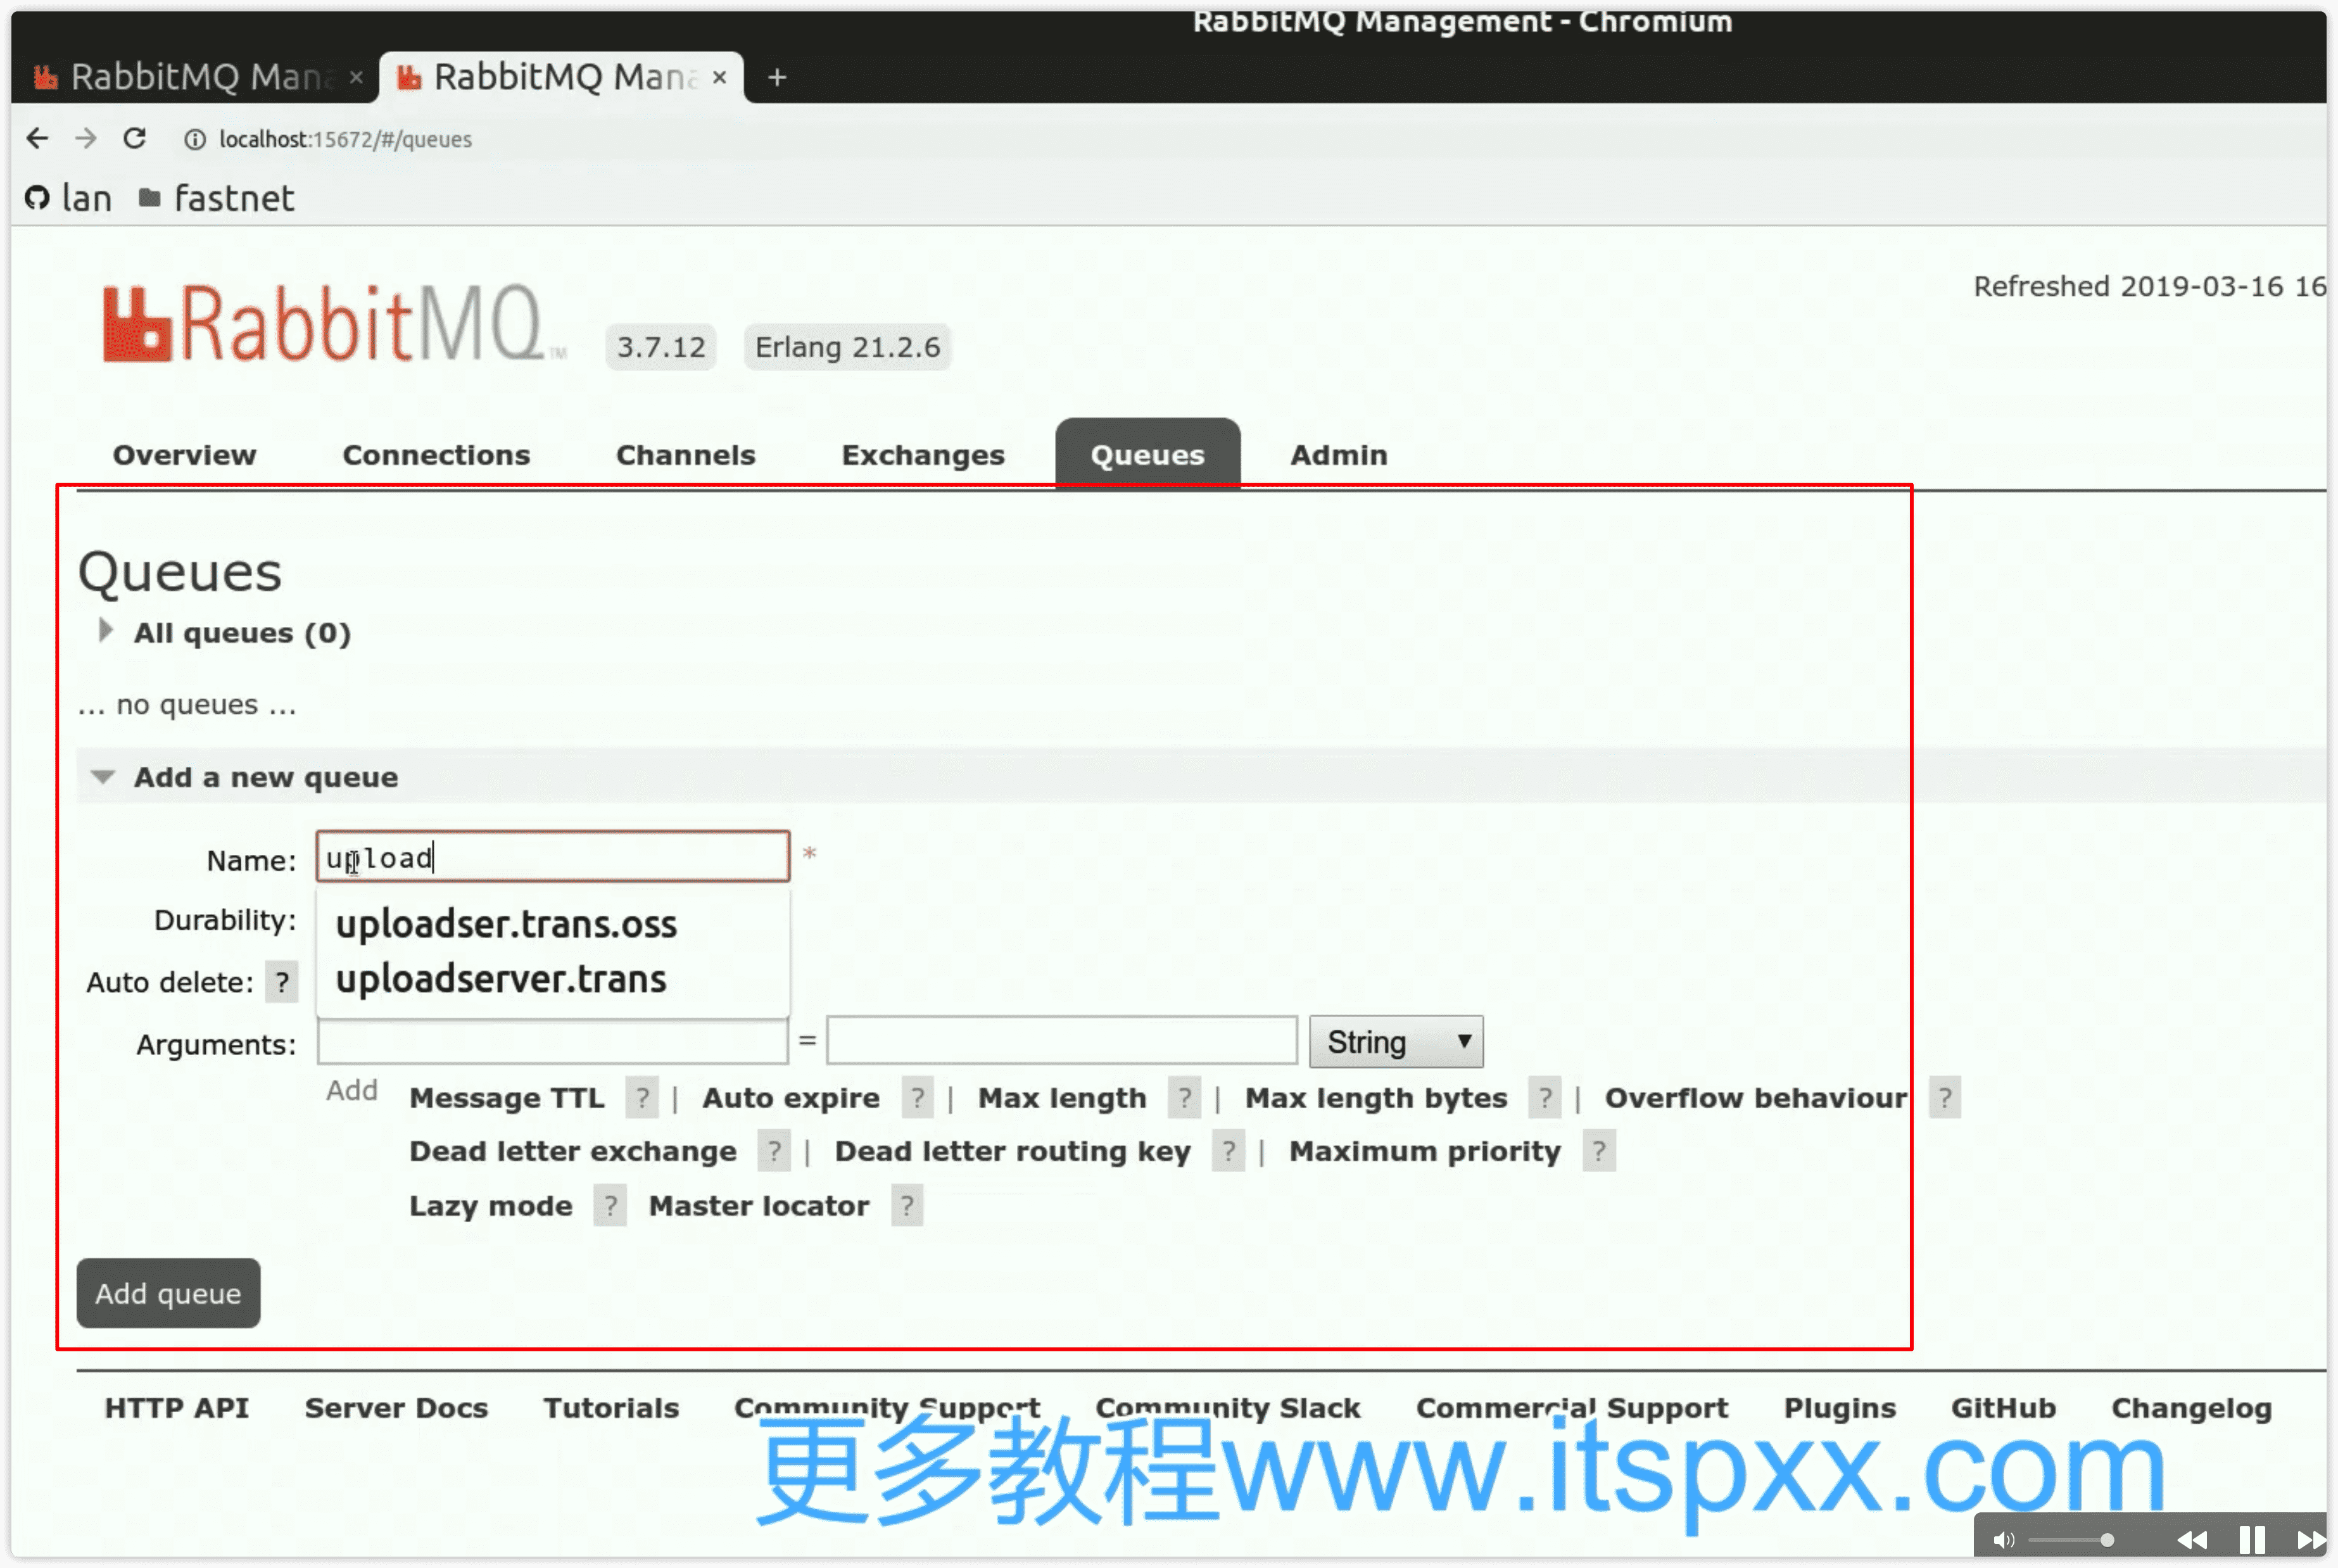 RabbitMQ Management - Chromium
RabbitMQ Mana × RabbitMQ Mana × +
localhost:15672/#/queues
lan fastnet
Refreshed 2019-03-16 16
RabbitMQ TM 3.7.12 Erlang 21.2.6
Overview Connections Channels Exchanges Queues Admin
Queues
All queues (0)
... no queues ...
Add a new queue
Name: upload *
uploadser.trans.oss
Durability:
uploadserver.trans
Auto delete: ?
Arguments: = String
Add Message TTL ? | Auto expire ? | Max length ? | Max length bytes ? | Overflow behaviour ?
Dead letter exchange ? | Dead letter routing key ? | Maximum priority ?
Lazy mode ? Master locator ?
Add queue
HTTP API Server Docs Tutorials Community Support Community Slack Commercial Support Plugins GitHub Changelog
更多教程www.itspxx.com